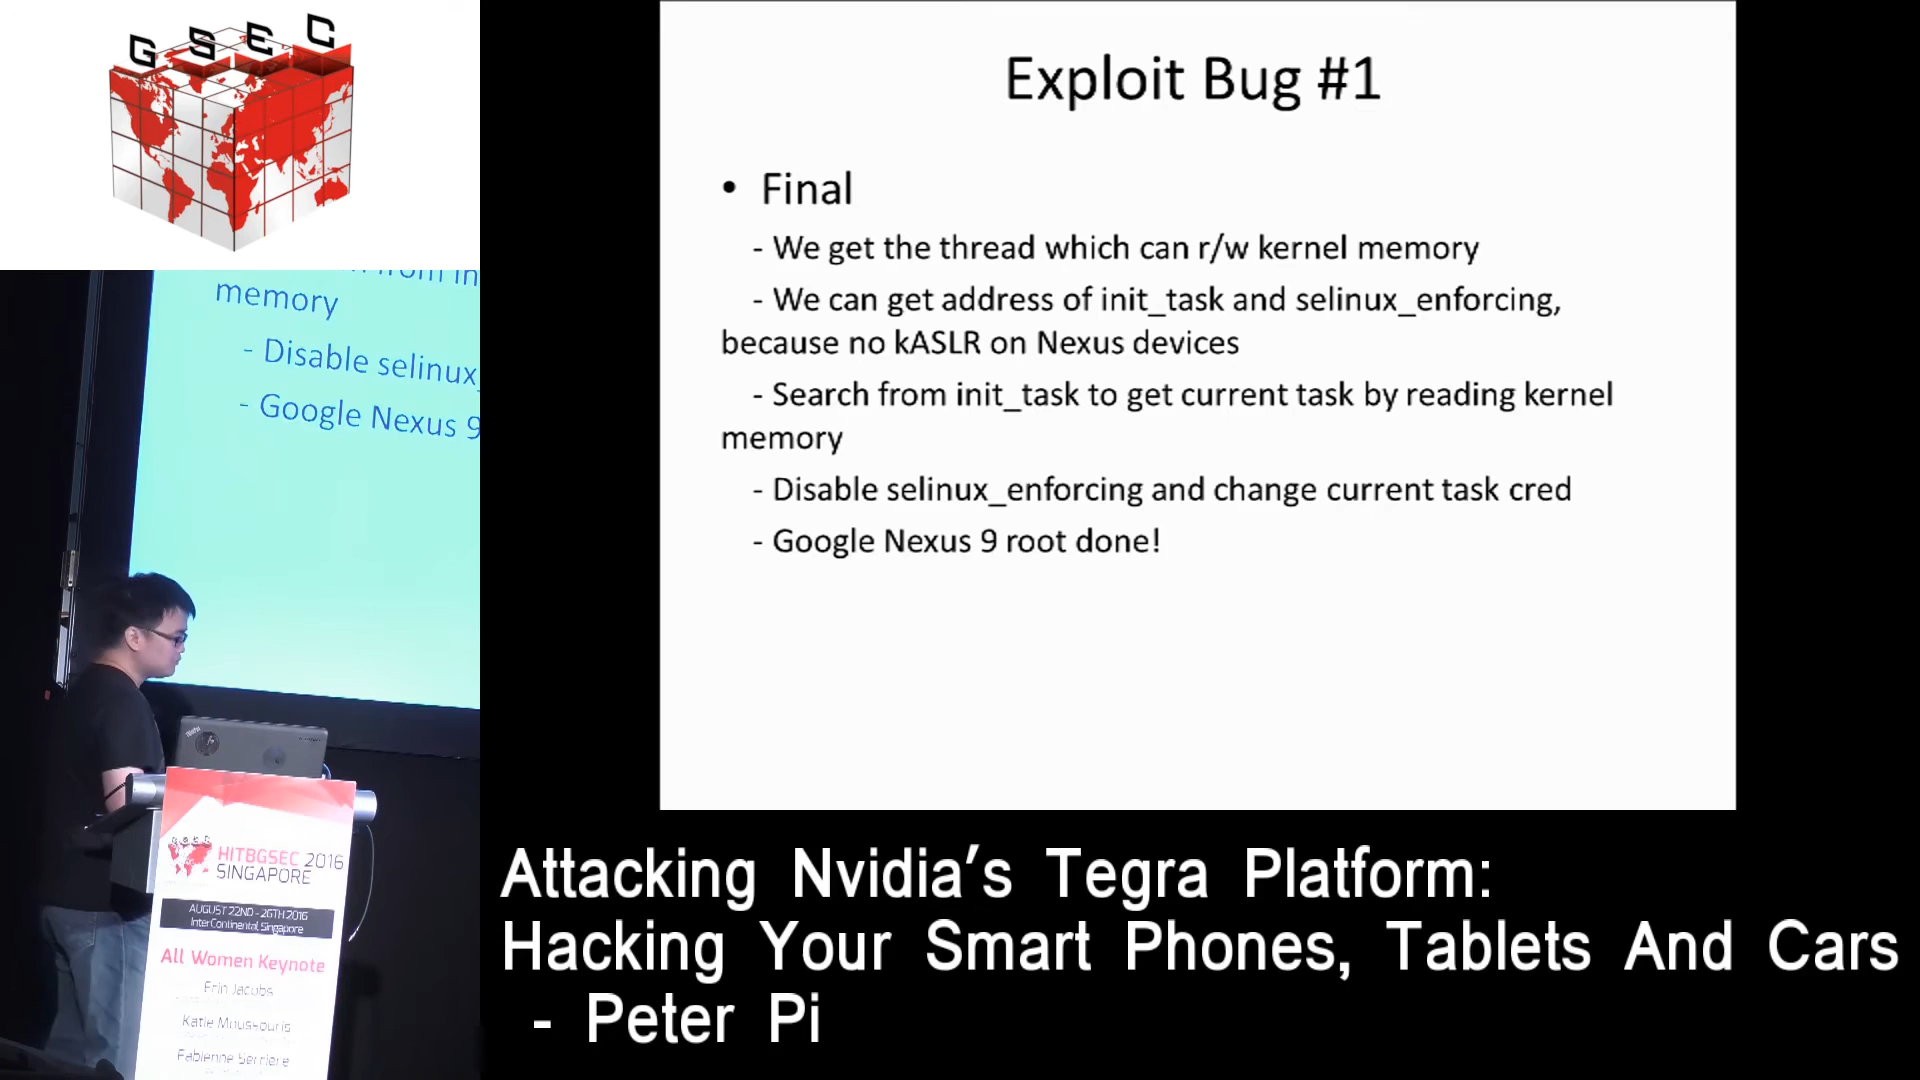 GSEC
memory
- Disable selinux_
- Google Nexus 9
HITBGSEC 2016
SINGAPORE
AUGUST 22ND - 26TH 2016
InterContinental, Singapore
All Women Keynote
Erin Jacobs
Katie Moussouris
Fabienne Serriere
Exploit Bug #1
• Final
- We get the thread which can r/w kernel memory
- We can get address of init_task and selinux_enforcing,
because no kASLR on Nexus devices
- Search from init_task to get current task by reading kernel
memory
- Disable selinux_enforcing and change current task cred
- Google Nexus 9 root done!
Attacking Nvidia's Tegra Platform:
Hacking Your Smart Phones, Tablets And Cars
- Peter Pi